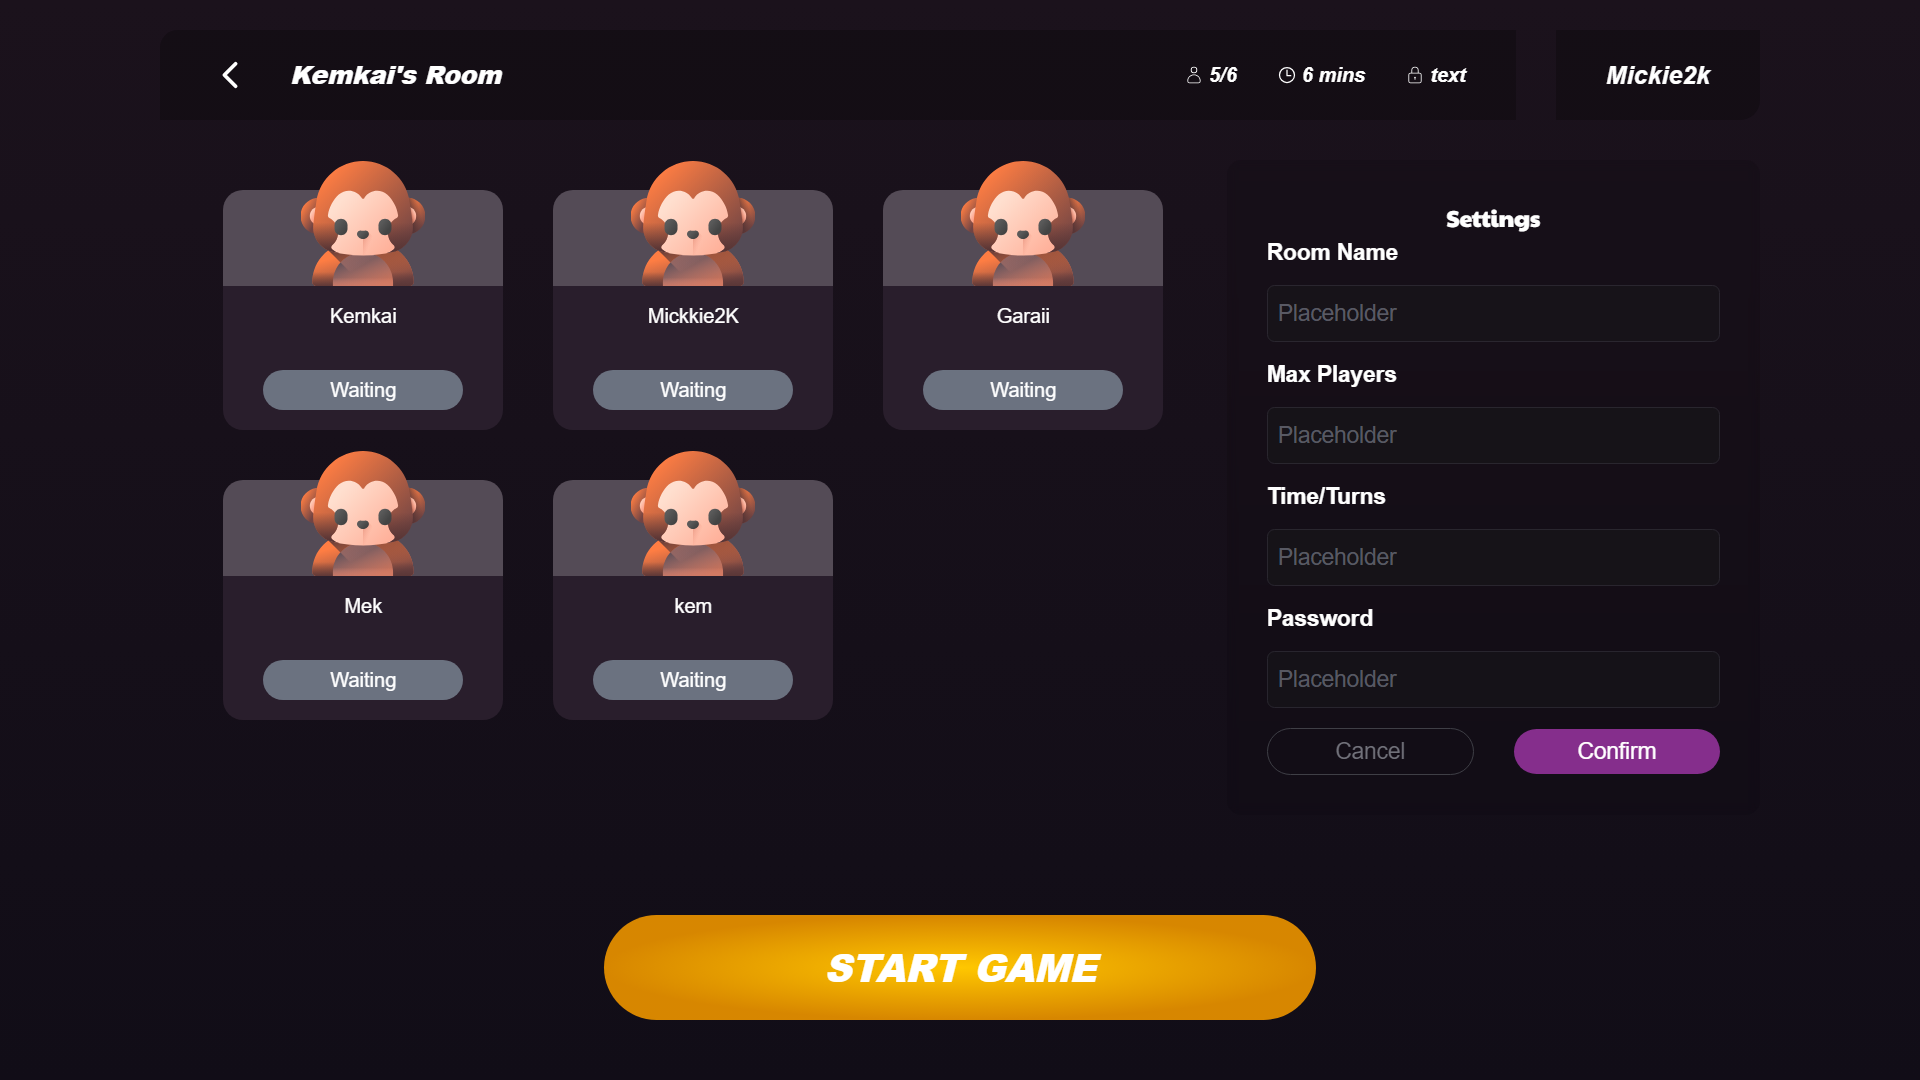 Kemkai's Room
5/6
6 mins
text
Mickie2k
Kemkai
Waiting
Mickkie2K
Waiting
Garaii
Waiting
Mek
Waiting
kem
Waiting
Settings
Room Name
Placeholder
Max Players
Placeholder
Time/Turns
Placeholder
Password
Placeholder
Cancel
Confirm
START GAME